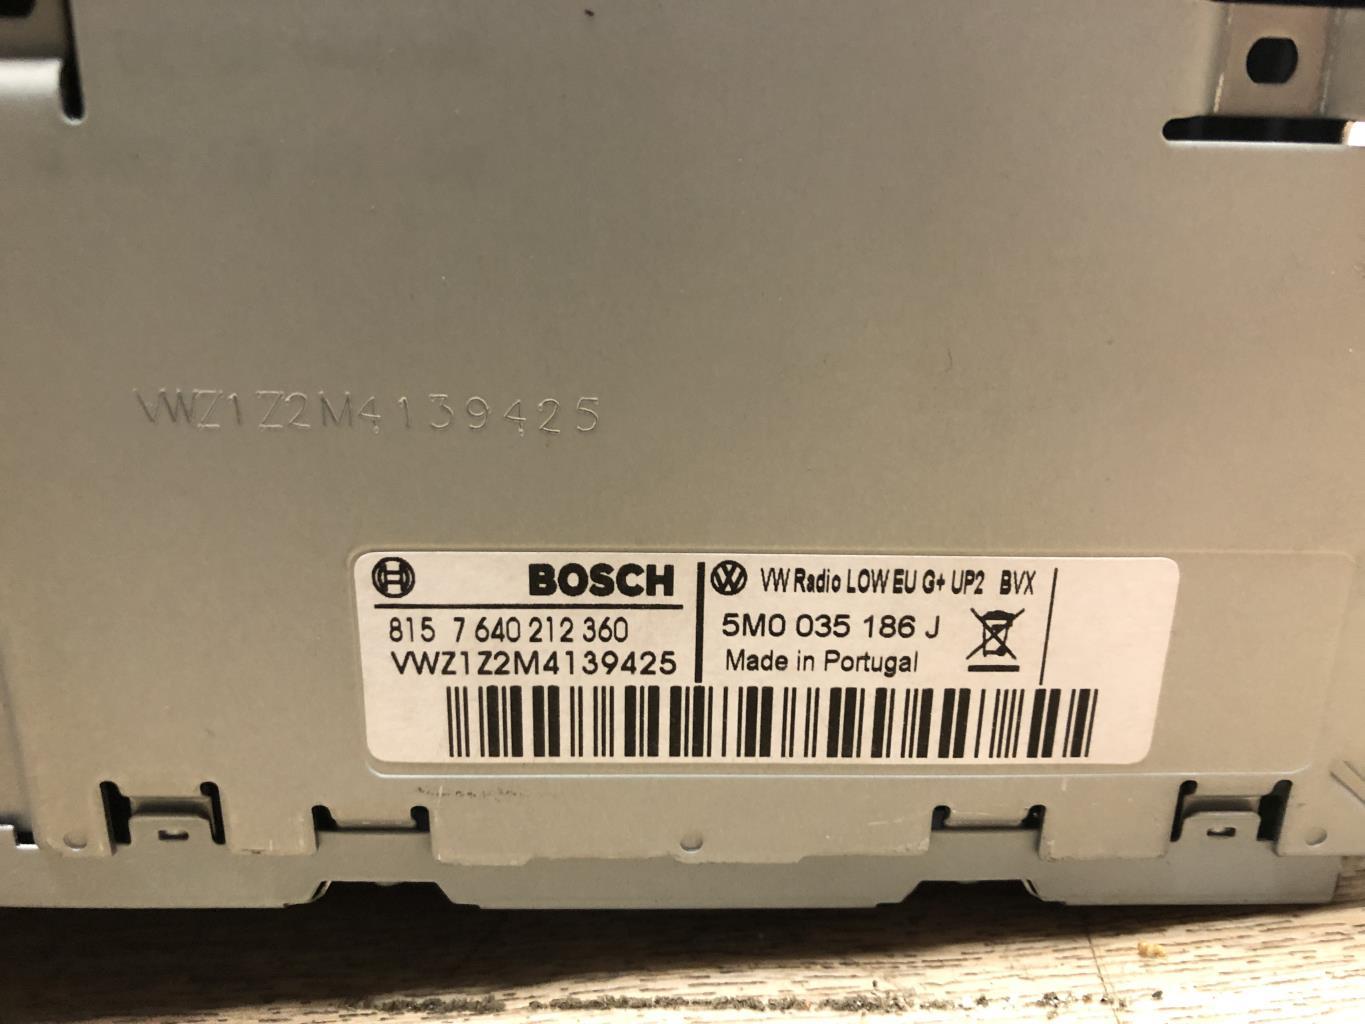 VWZ1Z2M4139425
BOSCH
815 7 640 212 360
VWZ1Z2M4139425
VW Radio LOW EU G+ UP2 BVX
5M0 035 186 J
Made in Portugal